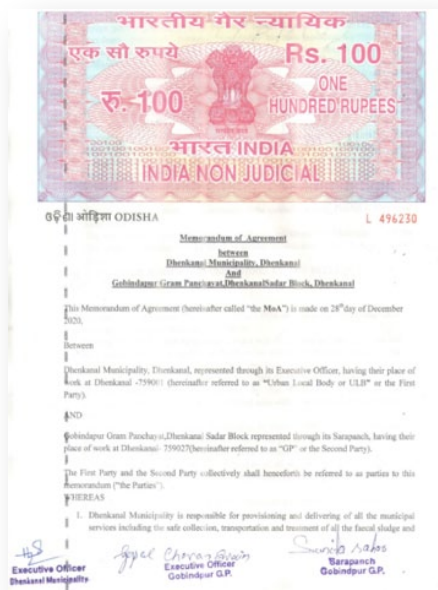 भारतीय गैर न्यायिक
एक सौ रुपये
Rs. 100
रु. 100
ONE
HUNDRED RUPEES
भारत INDIA
INDIA NON JUDICIAL
ଓଡ଼ିଶା ओड़िशा ODISHA
L 496230
Memorandum of Agreement
between
Dhenkanal Municipality, Dhenkanal
And
Gobindapur Gram Panchayat,DhenkanalSadar Block, Dhenkanal
This Memorandum of Agreement (hereinafter called "the MoA") is made on 28th day of December
2020,
Between
Dhenkanal Municipality, Dhenkanal, represented through its Executive Officer, having their place of
work at Dhenkanal -759001 (hereinafter referred to as "Urban Local Body or ULB" or the First
Party).
AND
Gobindapur Gram Panchayat,Dhenkanal Sadar Block represented through its Sarapanch, having their
place of work at Dhenkanal- 759027(hereinafter referred to as "GP" or the Second Party).
The First Party and the Second Party collectively shall henceforth be referred to as parties to this
memorandum ("the Parties").
WHEREAS
1. Dhenkanal Municipality is responsible for provisioning and delivering of all the municipal
services including the safe collection, transportation and treatment of all the faecal sludge and
Executive Officer
Dhenkanal Municipality
Gopal Charan
Executive Officer
Gobindpur G.P.
Sunita Sahoo
Sarapanch
Gobindpur G.P.